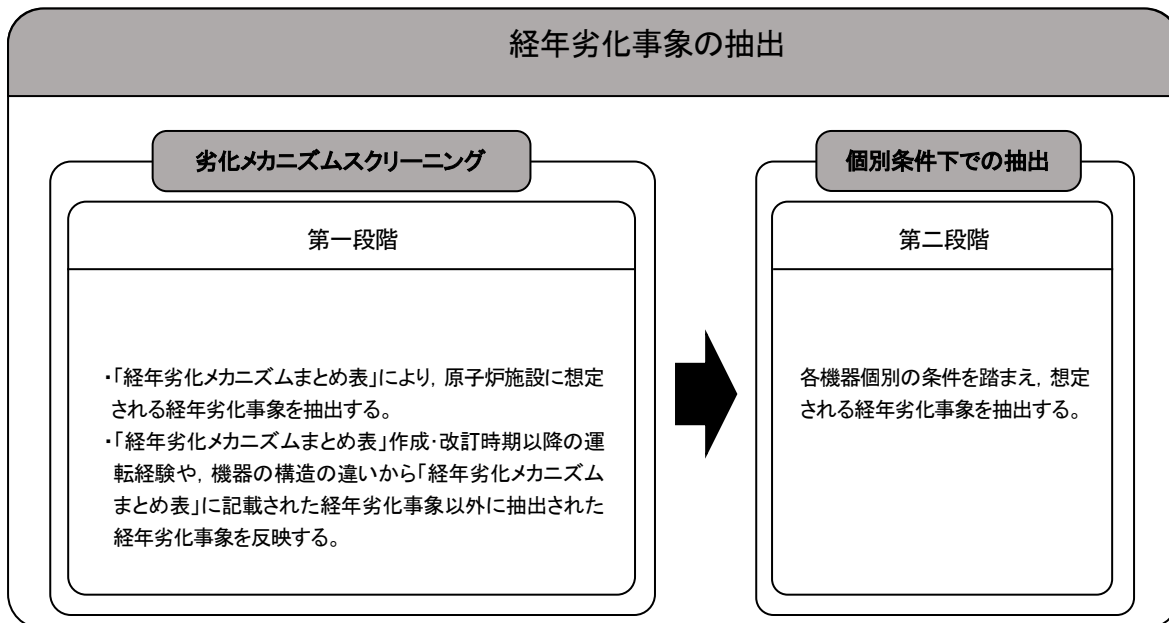 経年劣化事象の抽出
劣化メカニズムスクリーニング
第一段階
・「経年劣化メカニズムまとめ表」により, 原子炉施設に想定
される経年劣化事象を抽出する。
・「経年劣化メカニズムまとめ表」作成・改訂時期以降の運
転経験や, 機器の構造の違いから「経年劣化メカニズム
まとめ表」に記載された経年劣化事象以外に抽出された
経年劣化事象を反映する。
個別条件下での抽出
第二段階
各機器個別の条件を踏まえ, 想定
される経年劣化事象を抽出する。